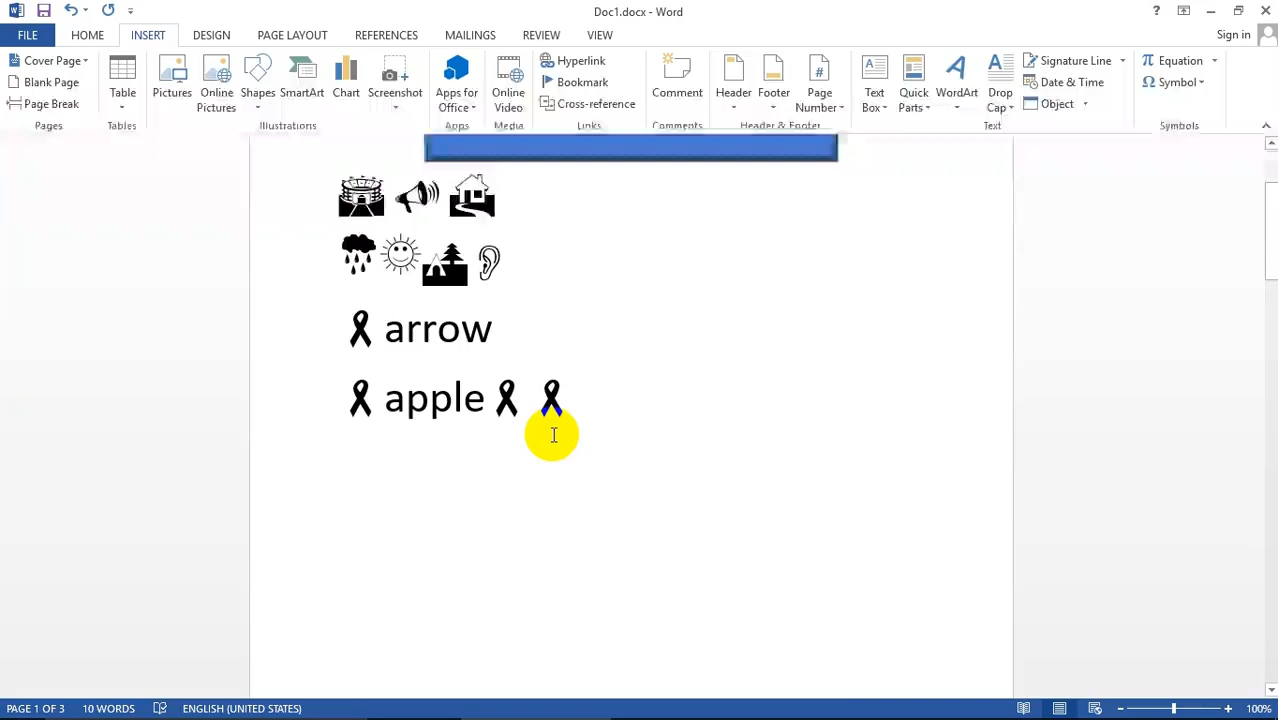 Doc1.docx - Word
FILE HOME INSERT DESIGN PAGE LAYOUT REFERENCES MAILINGS REVIEW VIEW Sign in
Cover Page
Blank Page
Page Break
Pages
Table
Tables
Pictures
Online Pictures
Shapes
SmartArt
Chart
Screenshot
Illustrations
Apps for Office
Apps
Online Video
Media
Hyperlink
Bookmark
Cross-reference
Links
Comment
Comments
Header
Footer
Page Number
Header & Footer
Text Box
Quick Parts
WordArt
Drop Cap
Signature Line
Date & Time
Object
Text
Equation
Symbol
Symbols
arrow
apple
PAGE 1 OF 3 10 WORDS ENGLISH (UNITED STATES) 100%